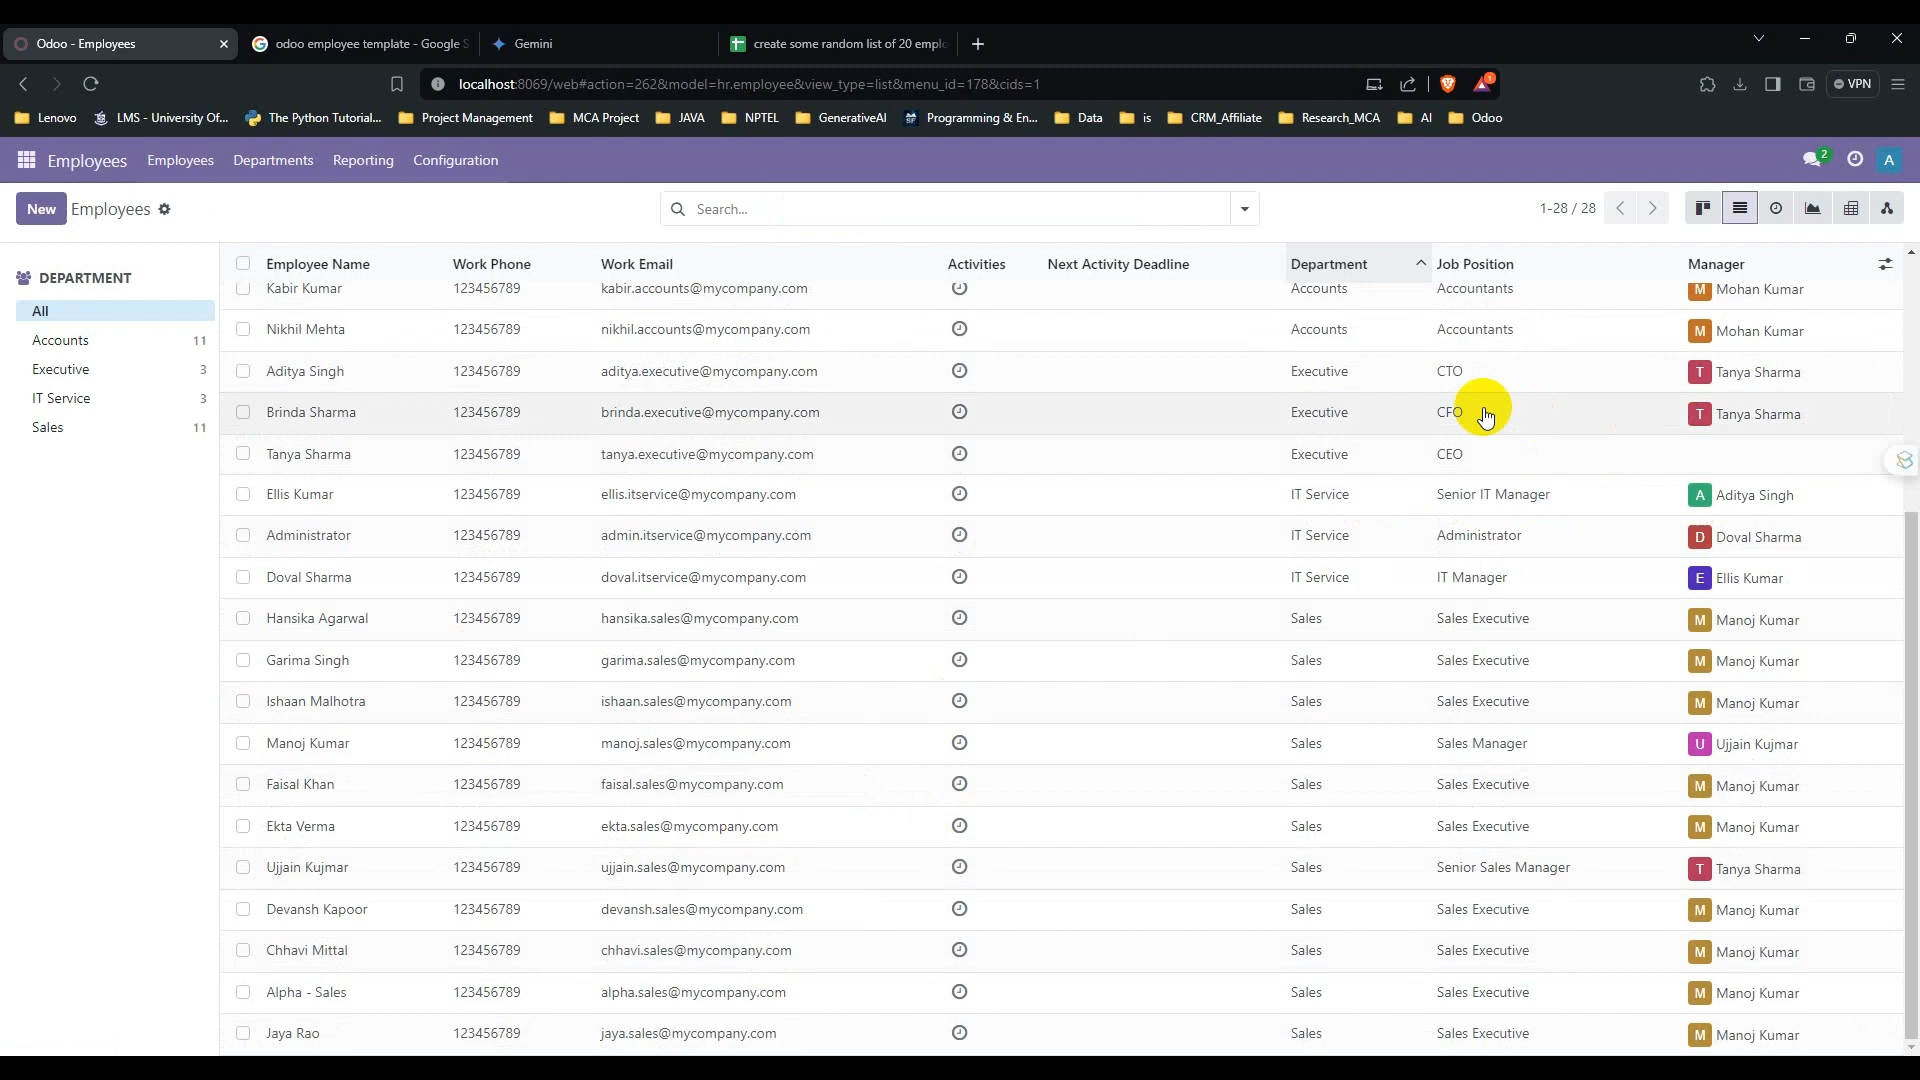 Odoo - Employees
odoo employee template - Google S
Gemini
create some random list of 20 empl
localhost:8069/web#action=262&model=hr.employee&view_type=list&menu_id=178&cids=1
VPN
Lenovo
LMS - University Of...
The Python Tutorial...
Project Management
MCA Project
JAVA
NPTEL
GenerativeAI
Programming & En...
Data
is
CRM_Affiliate
Research_MCA
AI
Odoo
Employees
Employees
Departments
Reporting
Configuration
2
A
New
Employees
Search...
1-28 / 28
DEPARTMENT
All
Accounts 11
Executive 3
IT Service 3
Sales 11
Employee Name Work Phone Work Email Activities Next Activity Deadline Department Job Position Manager
Kabir Kumar 123456789 kabir.accounts@mycompany.com Accounts Accountants M Mohan Kumar
Nikhil Mehta 123456789 nikhil.accounts@mycompany.com Accounts Accountants M Mohan Kumar
Aditya Singh 123456789 aditya.executive@mycompany.com Executive CTO T Tanya Sharma
Brinda Sharma 123456789 brinda.executive@mycompany.com Executive CFO T Tanya Sharma
Tanya Sharma 123456789 tanya.executive@mycompany.com Executive CEO
Ellis Kumar 123456789 ellis.itservice@mycompany.com IT Service Senior IT Manager A Aditya Singh
Administrator 123456789 admin.itservice@mycompany.com IT Service Administrator D Doval Sharma
Doval Sharma 123456789 doval.itservice@mycompany.com IT Service IT Manager E Ellis Kumar
Hansika Agarwal 123456789 hansika.sales@mycompany.com Sales Sales Executive M Manoj Kumar
Garima Singh 123456789 garima.sales@mycompany.com Sales Sales Executive M Manoj Kumar
Ishaan Malhotra 123456789 ishaan.sales@mycompany.com Sales Sales Executive M Manoj Kumar
Manoj Kumar 123456789 manoj.sales@mycompany.com Sales Sales Manager U Ujjain Kujmar
Faisal Khan 123456789 faisal.sales@mycompany.com Sales Sales Executive M Manoj Kumar
Ekta Verma 123456789 ekta.sales@mycompany.com Sales Sales Executive M Manoj Kumar
Ujjain Kujmar 123456789 ujjain.sales@mycompany.com Sales Senior Sales Manager T Tanya Sharma
Devansh Kapoor 123456789 devansh.sales@mycompany.com Sales Sales Executive M Manoj Kumar
Chhavi Mittal 123456789 chhavi.sales@mycompany.com Sales Sales Executive M Manoj Kumar
Alpha - Sales 123456789 alpha.sales@mycompany.com Sales Sales Executive M Manoj Kumar
Jaya Rao 123456789 jaya.sales@mycompany.com Sales Sales Executive M Manoj Kumar